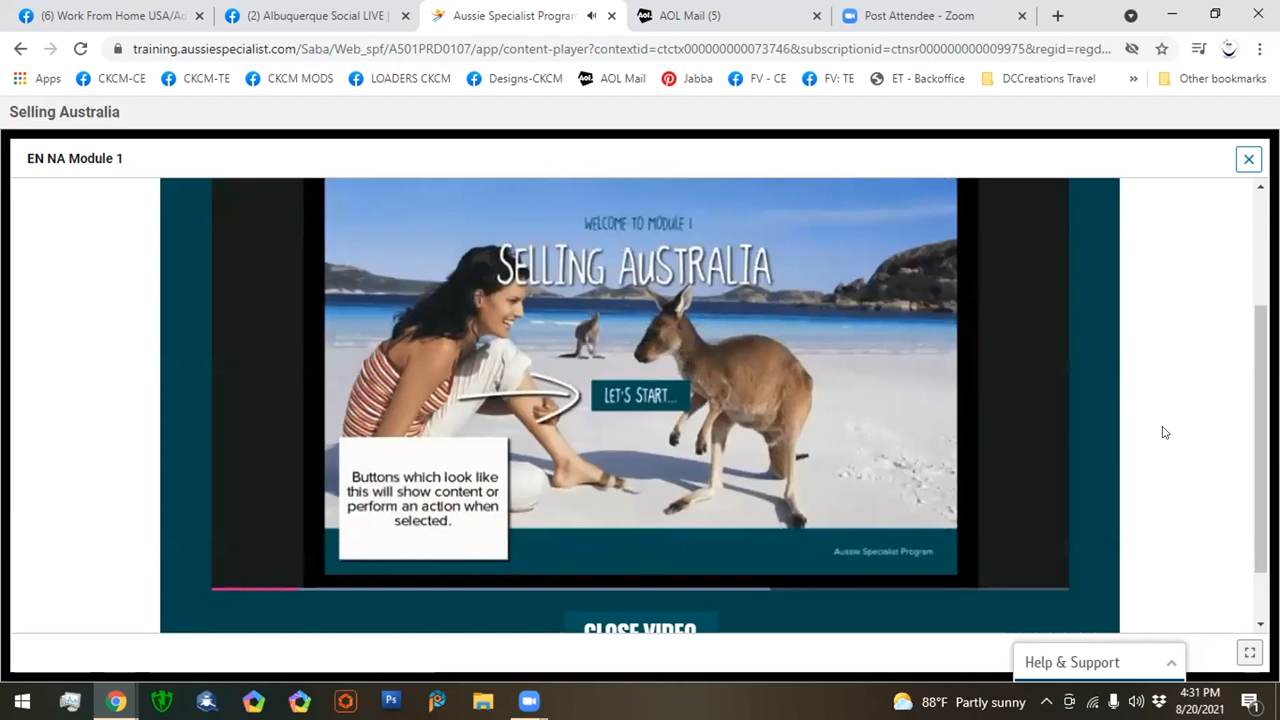 (6) Work From Home USA/Ad
(2) Albuquerque Social LIVE |
Aussie Specialist Program
AOL Mail (5)
Post Attendee - Zoom
training.aussiespecialist.com/Saba/Web_spf/A501PRD0107/app/content-player?contextid=ctctx000000000073746&subscriptionid=ctnsr000000000009975&regid=regd...
Apps
CKCM-CE
CKCM-TE
CKCM MODS
LOADERS CKCM
Designs-CKCM
Aol. AOL Mail
Jabba
FV - CE
FV: TE
ET - Backoffice
DCCreations Travel
»
Other bookmarks
Selling Australia
EN NA Module 1
WELCOME TO MODULE 1
SELLING AUSTRALIA
LET'S START...
Buttons which look like
this will show content or
perform an action when
selected.
Aussie Specialist Program
CLOSE VIDEO
Help & Support
Ps
88°F Partly sunny
4:31 PM
8/20/2021
1